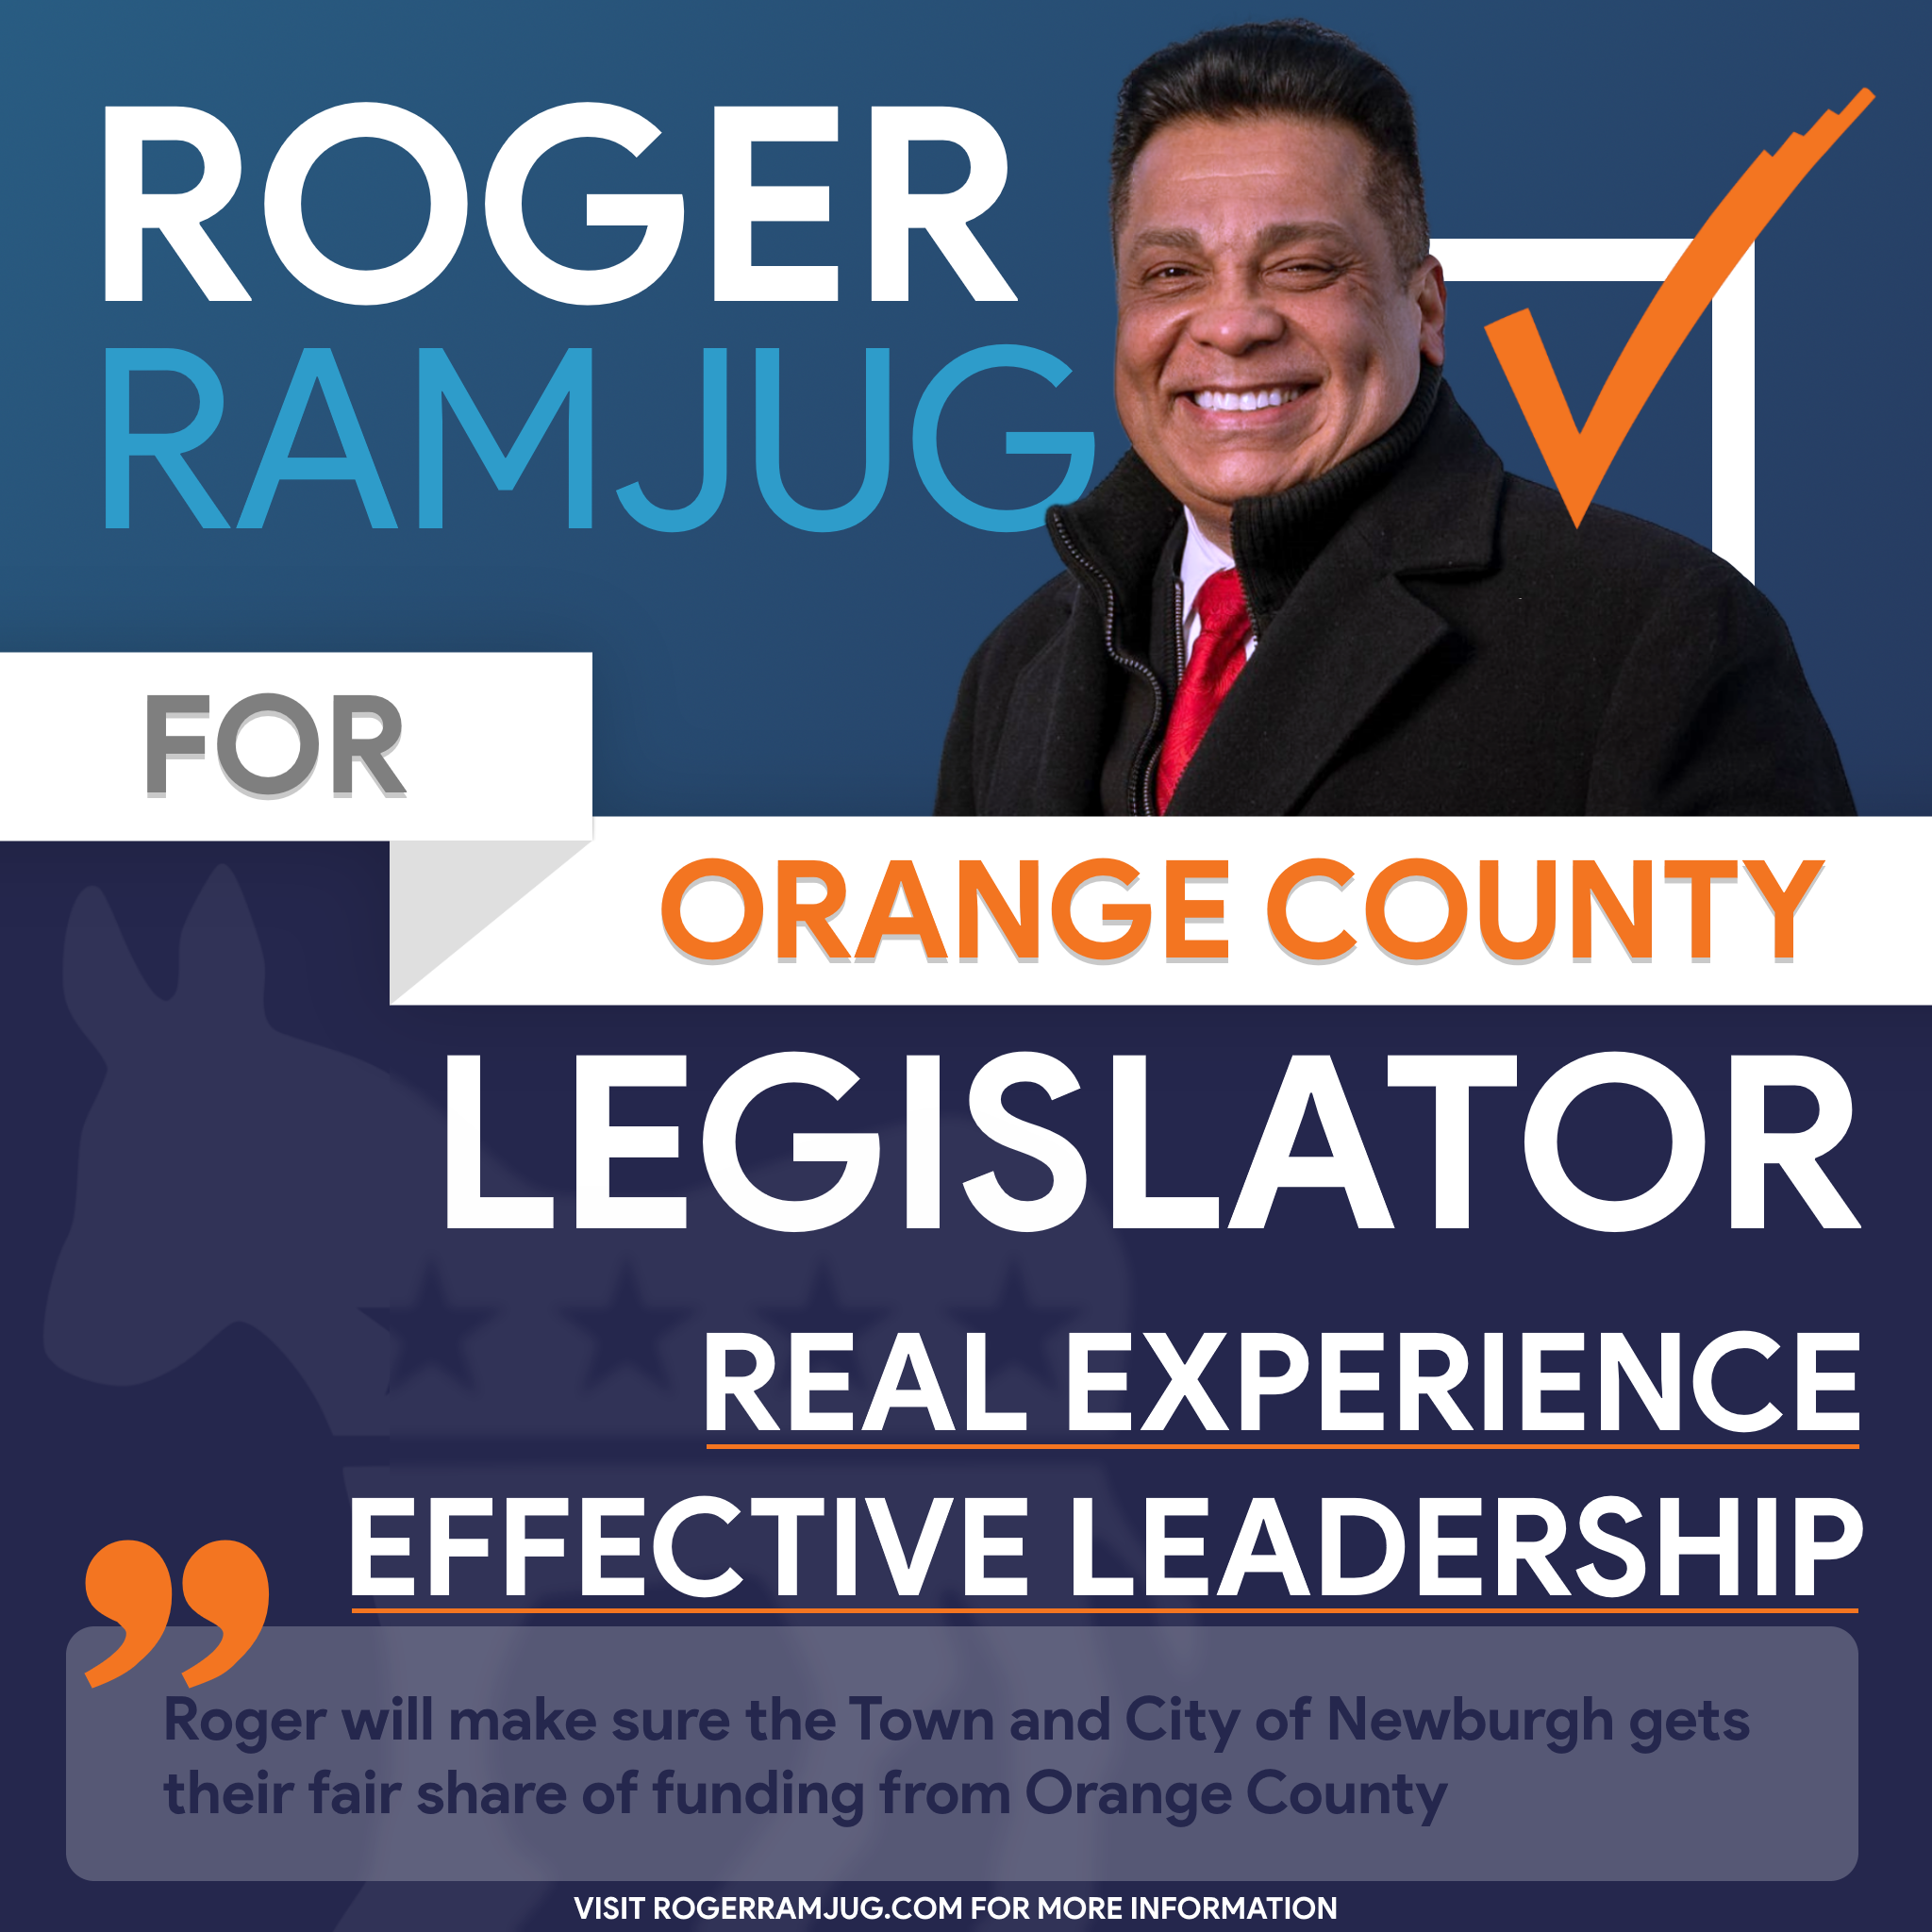 ROGER
RAMJUG
FOR
ORANGE COUNTY
LEGISLATOR
REAL EXPERIENCE
EFFECTIVE LEADERSHIP
”
Roger will make sure the Town and City of Newburgh gets
their fair share of funding from Orange County
VISIT ROGERRAMJUG.COM FOR MORE INFORMATION